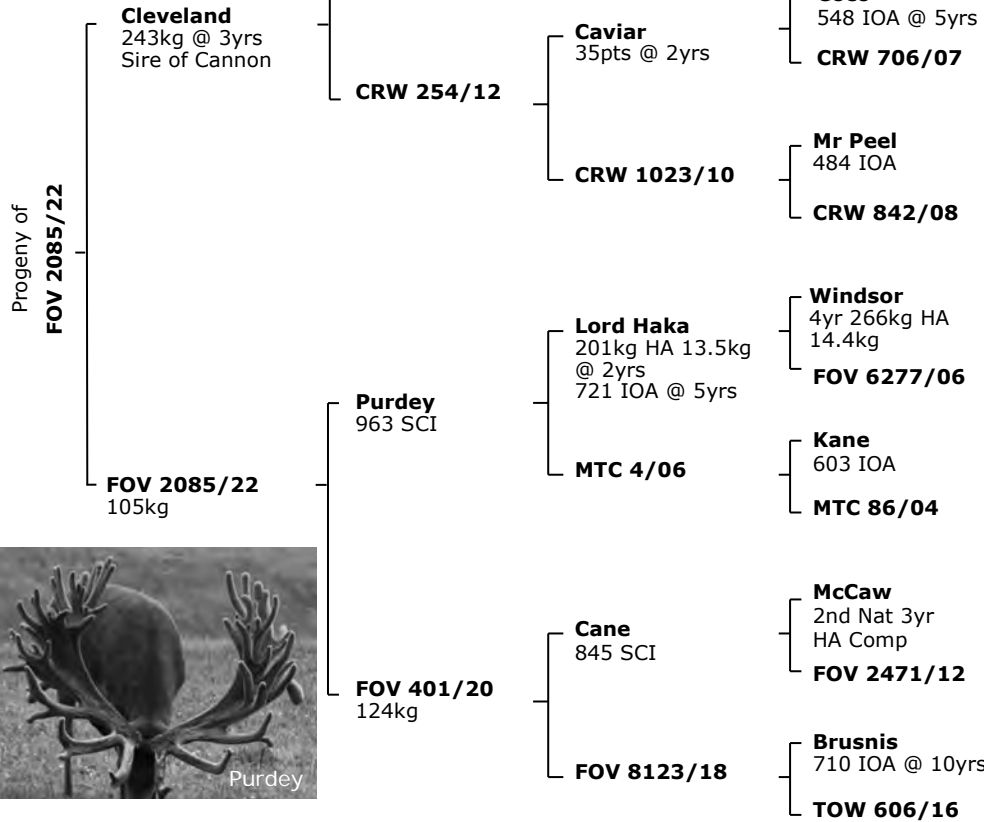 Progeny of
FOV 2085/22
Cleveland
243kg @ 3yrs
Sire of Cannon
FOV 2085/22
105kg
CRW 254/12
Purdey
963 SCI
FOV 401/20
124kg
Caviar
35pts @ 2yrs
CRW 1023/10
Lord Haka
201kg HA 13.5kg
@ 2yrs
721 IOA @ 5yrs
MTC 4/06
Cane
845 SCI
FOV 8123/18
548 IOA @ 5yrs
CRW 706/07
Mr Peel
484 IOA
CRW 842/08
Windsor
4yr 266kg HA
14.4kg
FOV 6277/06
Kane
603 IOA
MTC 86/04
McCaw
2nd Nat 3yr
HA Comp
FOV 2471/12
Brusnis
710 IOA @ 10yrs
TOW 606/16
Purdey